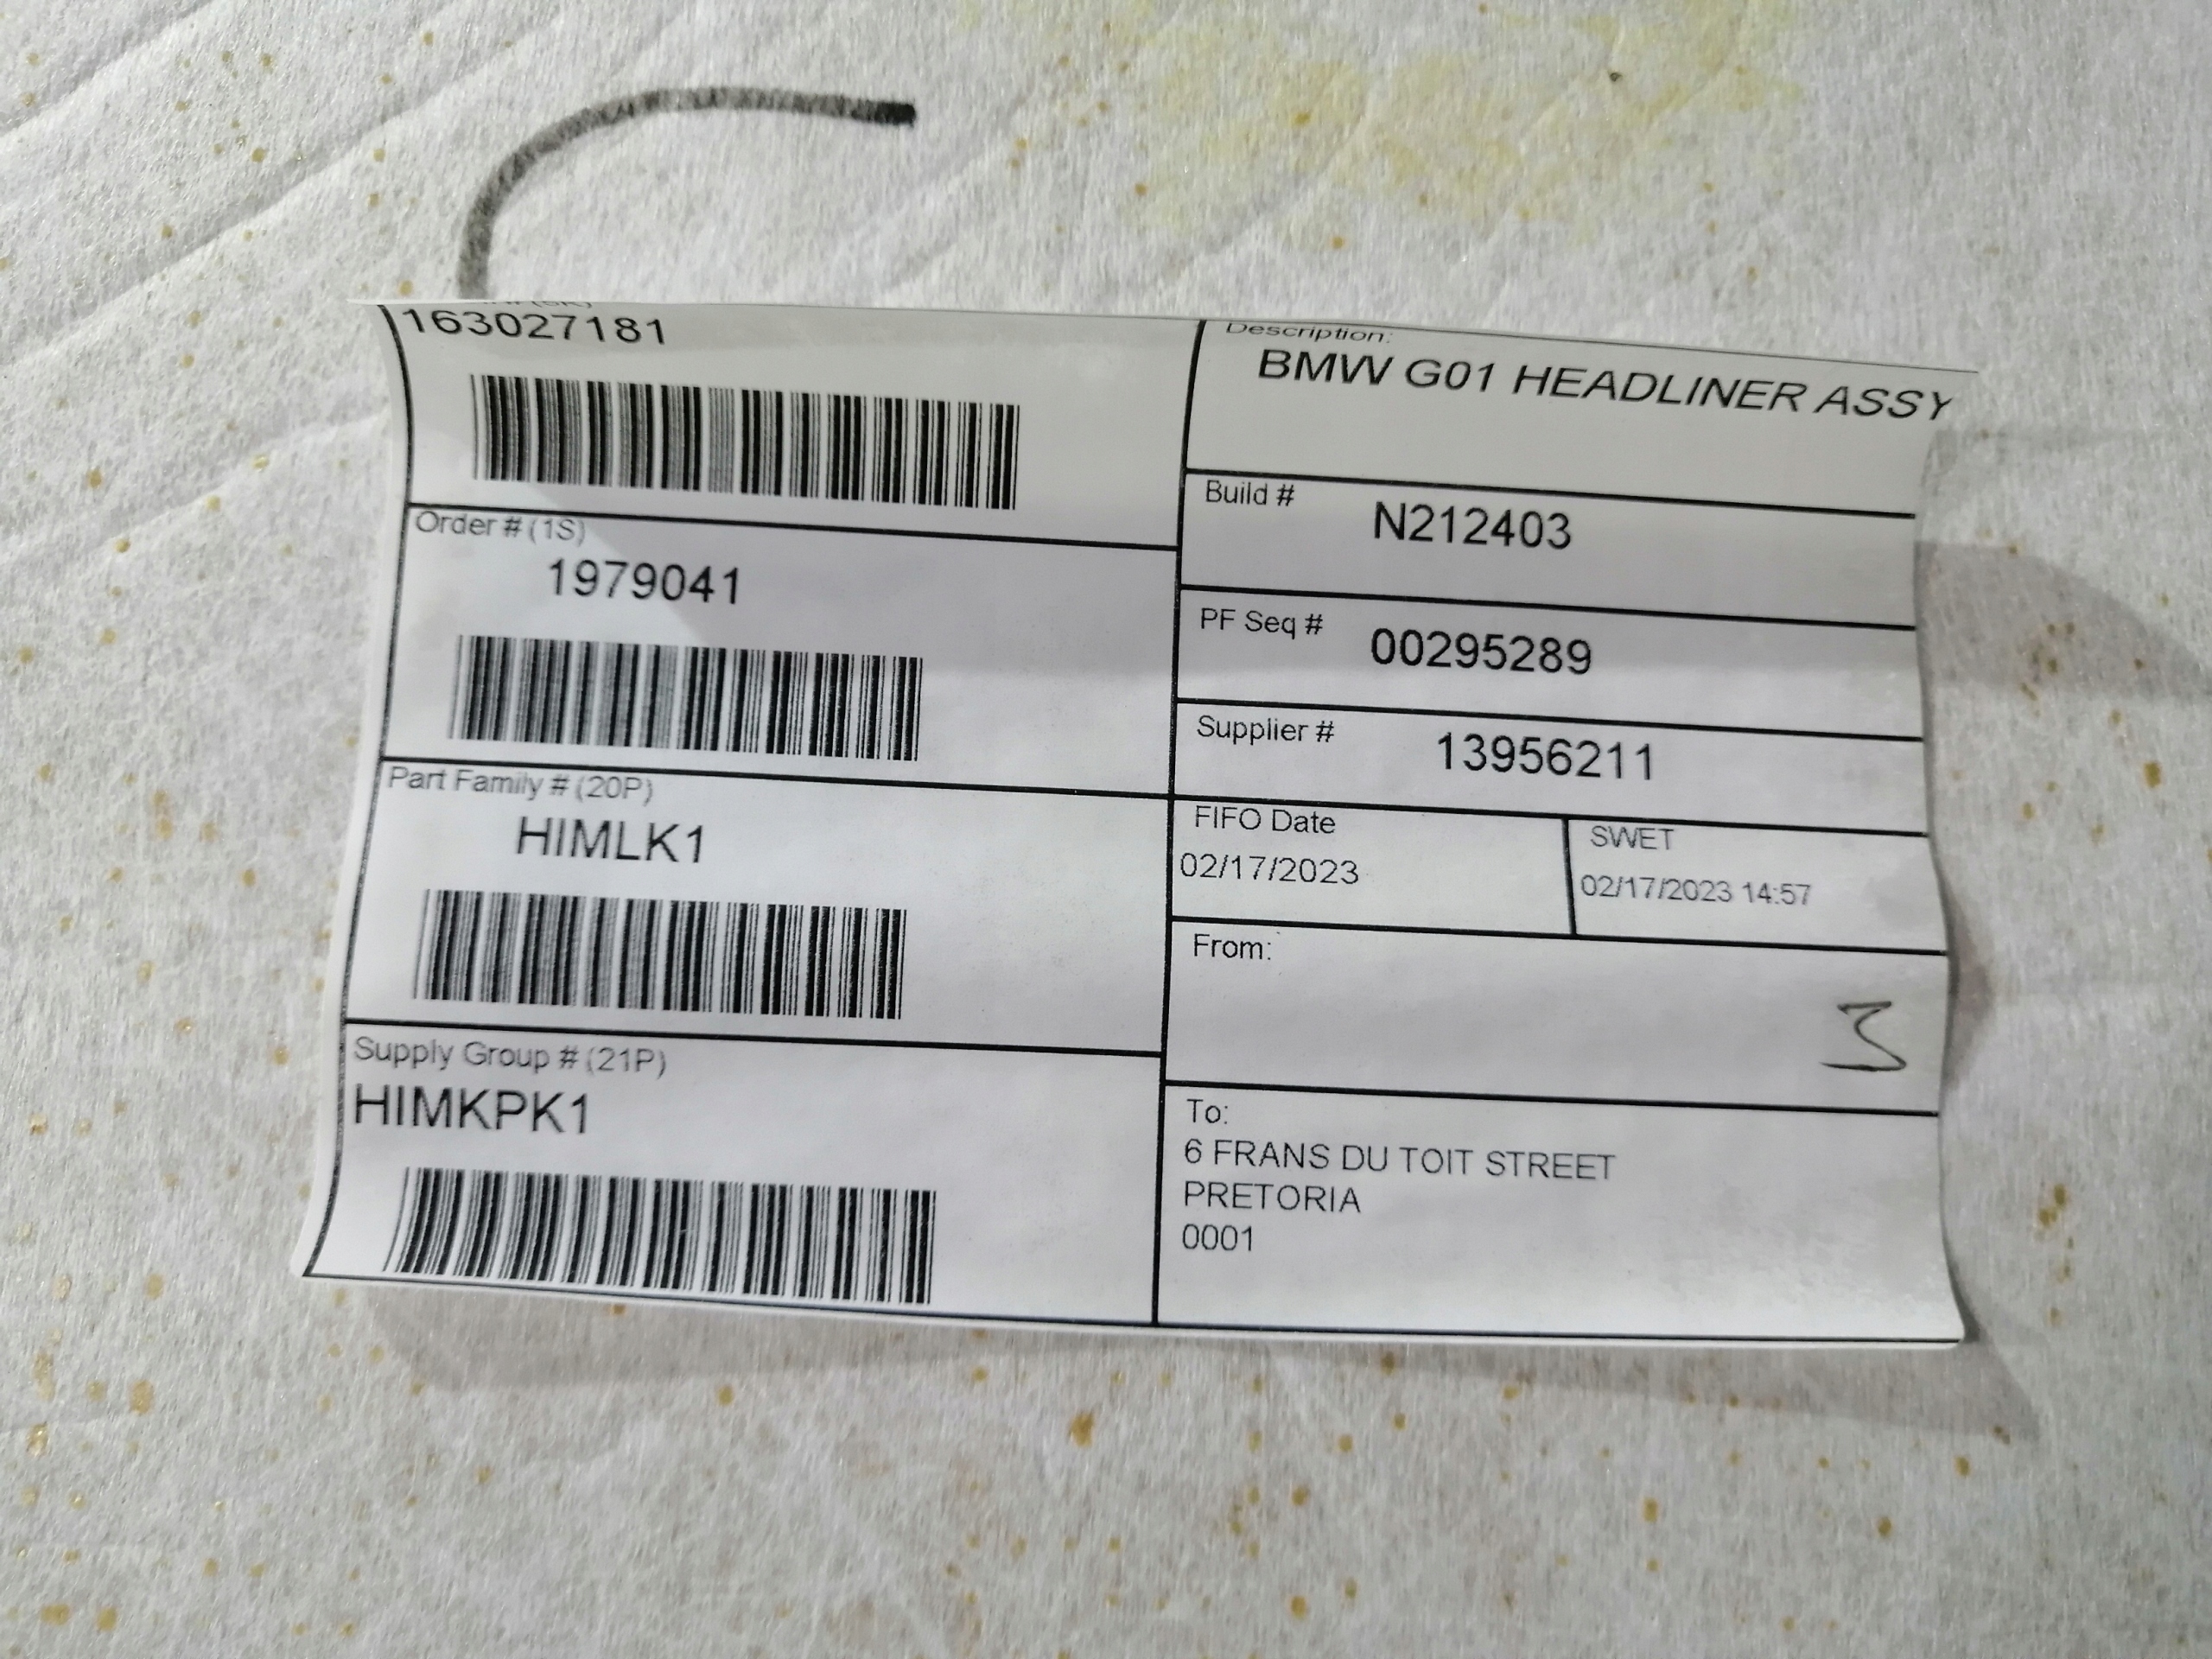 163027181
Order # (1S)
1979041
Part Family # (20P)
HIMLK1
Supply Group # (21P)
HIMKPK1
Description:
BMW G01 HEADLINER ASSY
Build # N212403
PF Seq # 00295289
Supplier # 13956211
FIFO Date
02/17/2023
SWET
02/17/2023 14:57
From:
To:
6 FRANS DU TOIT STREET
PRETORIA
0001